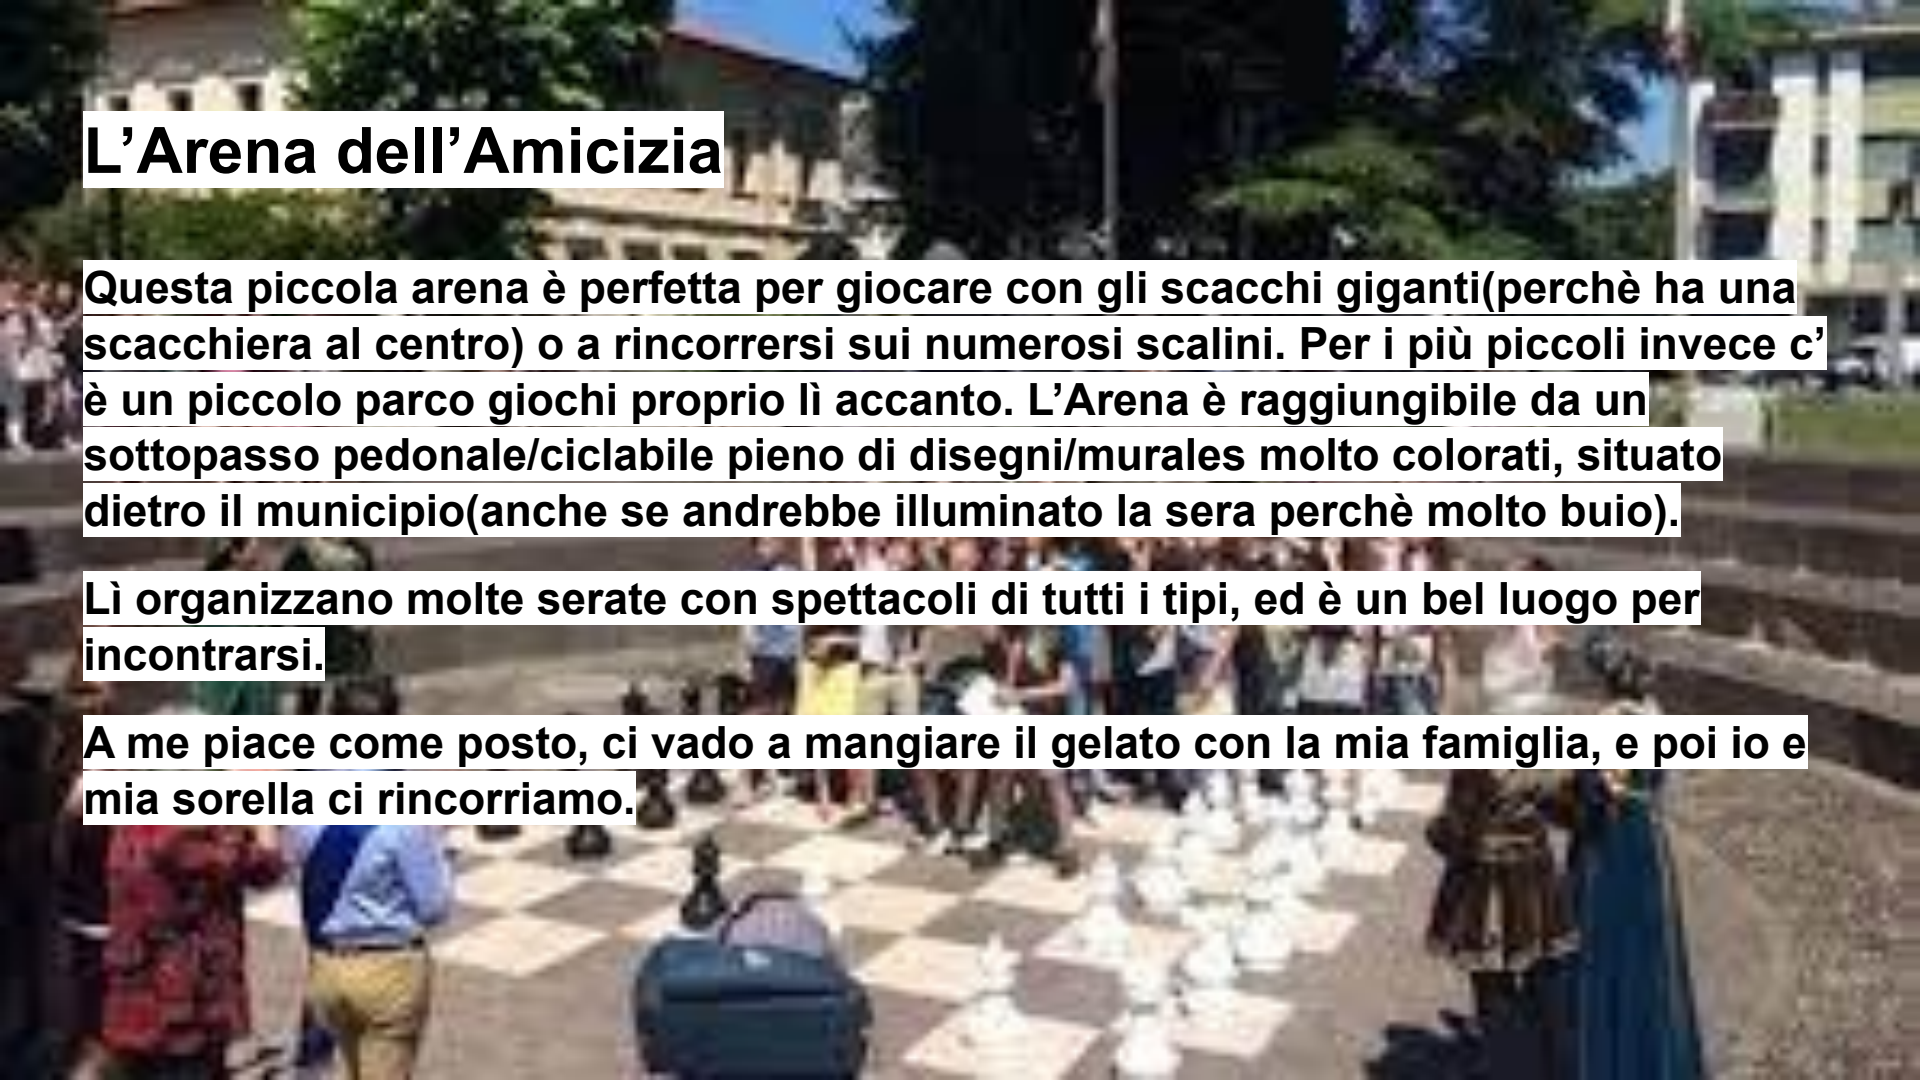 L’Arena dell’Amicizia
Questa piccola arena è perfetta per giocare con gli scacchi giganti(perchè ha una
scacchiera al centro) o a rincorrersi sui numerosi scalini. Per i più piccoli invece c’
è un piccolo parco giochi proprio lì accanto. L’Arena è raggiungibile da un
sottopasso pedonale/ciclabile pieno di disegni/murales molto colorati, situato
dietro il municipio(anche se andrebbe illuminato la sera perchè molto buio).
Lì organizzano molte serate con spettacoli di tutti i tipi, ed è un bel luogo per
incontrarsi.
A me piace come posto, ci vado a mangiare il gelato con la mia famiglia, e poi io e
mia sorella ci rincorriamo.